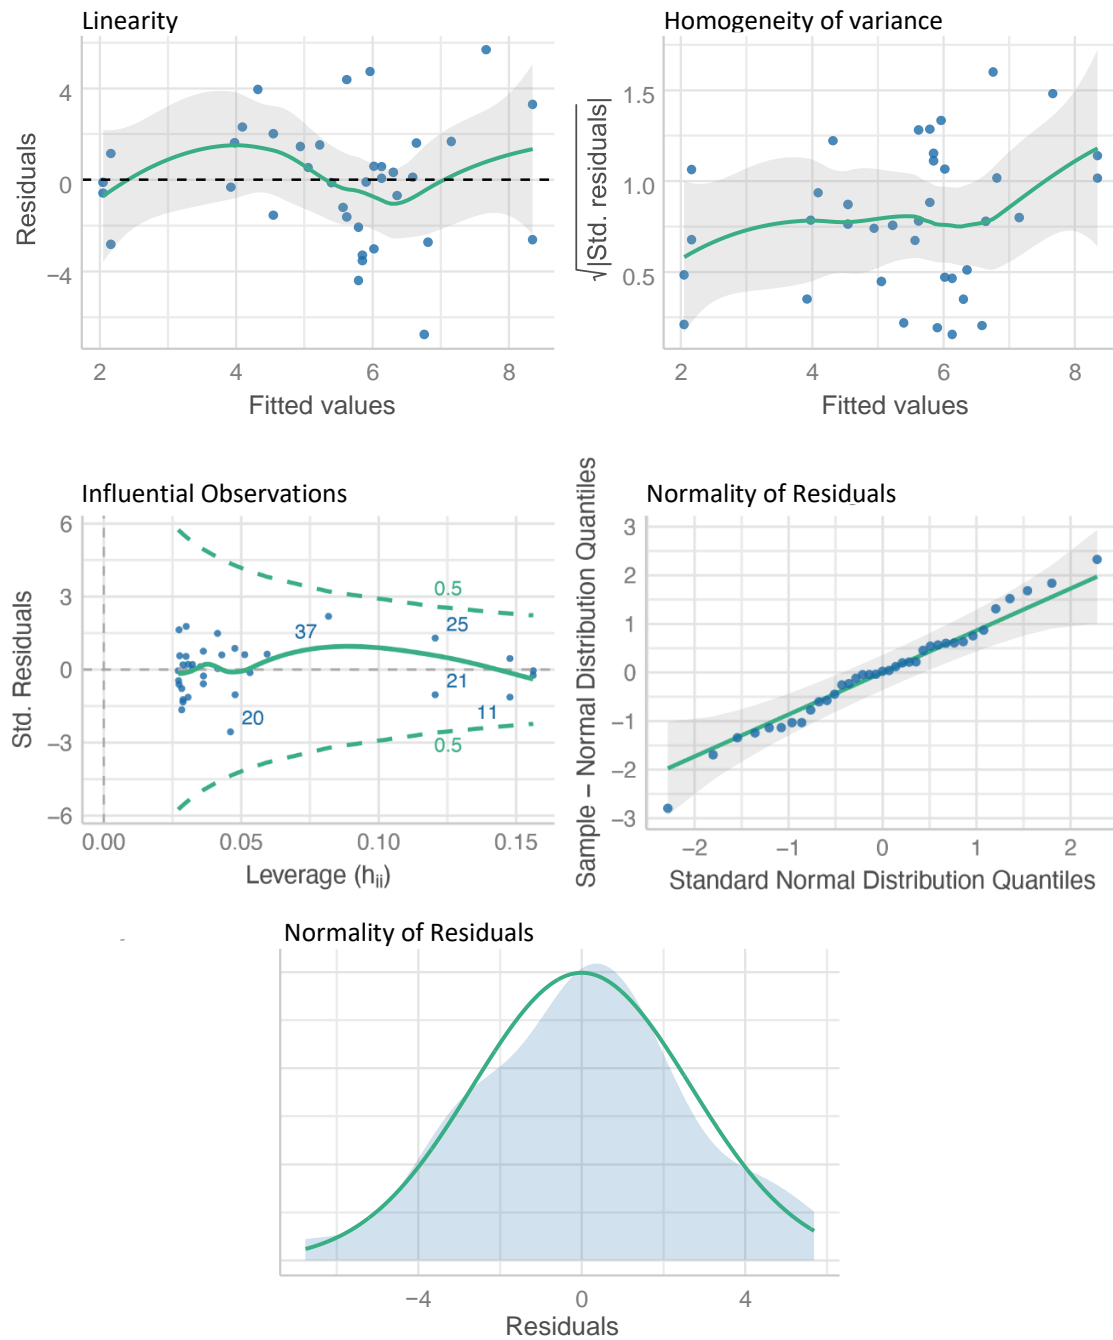 Linearity
Residuals
4
0
−4
2 4 6 8
Fitted values
Homogeneity of variance
√|Std. residuals|
1.5
1.0
0.5
2 4 6 8
Fitted values
Influential Observations
Std. Residuals
6
3
0
−3
−6
0.5
37
25
21
20
11
0.5
0.00 0.05 0.10 0.15
Leverage (hii)
Normality of Residuals
Sample − Normal Distribution Quantiles
3
2
1
0
−1
−2
−3
−2 −1 0 1 2
Standard Normal Distribution Quantiles
Normality of Residuals
−4 0 4
Residuals